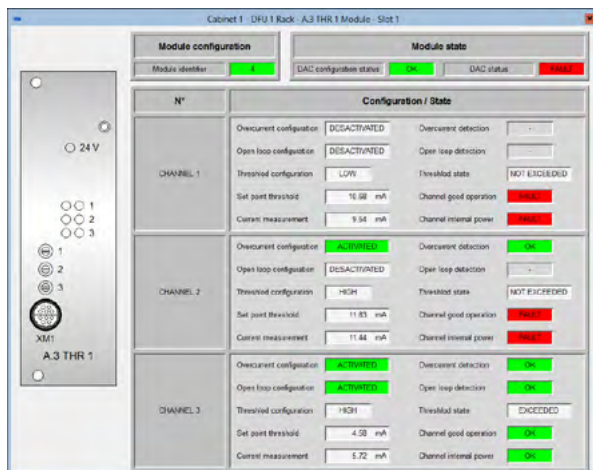 Cabinet 1 - DFU 1 Rack - A.3 THR 1 Module - Slot 1
Module configuration
Module state
Module identifier
DAC configuration status OK DAC status FAULT
N° Configuration / State
24 V
1
2
3
1
2
3
XM1
A.3 THR 1
CHANNEL 1
Overcurrent configuration DESACTIVATED Overcurrent detection -
Open loop configuration DESACTIVATED Open loop detection
Threshlod configuration LOW Threshlod state NOT EXCEEDED
Set point threshold 10.68 mA Channel good operation FAULT
Current measurement 9.54 mA Channel internal power FAULT
CHANNEL 2
Overcurrent configuration ACTIVATED Overcurrent detection OK
Open loop configuration DESACTIVATED Open loop detection -
Threshlod configuration HIGH Threshlod state NOT EXCEEDED
Set point threshold 11.83 mA Channel good operation FAULT
Current measurement 11.44 mA Channel internal power FAULT
CHANNEL 3
Overcurrent configuration ACTIVATED Overcurrent detection OK
Open loop configuration ACTIVATED Open loop detection OK
Threshlod configuration HIGH Threshlod state EXCEEDED
Set point threshold 4.58 mA Channel good operation OK
Current measurement 5.72 mA Channel internal power OK